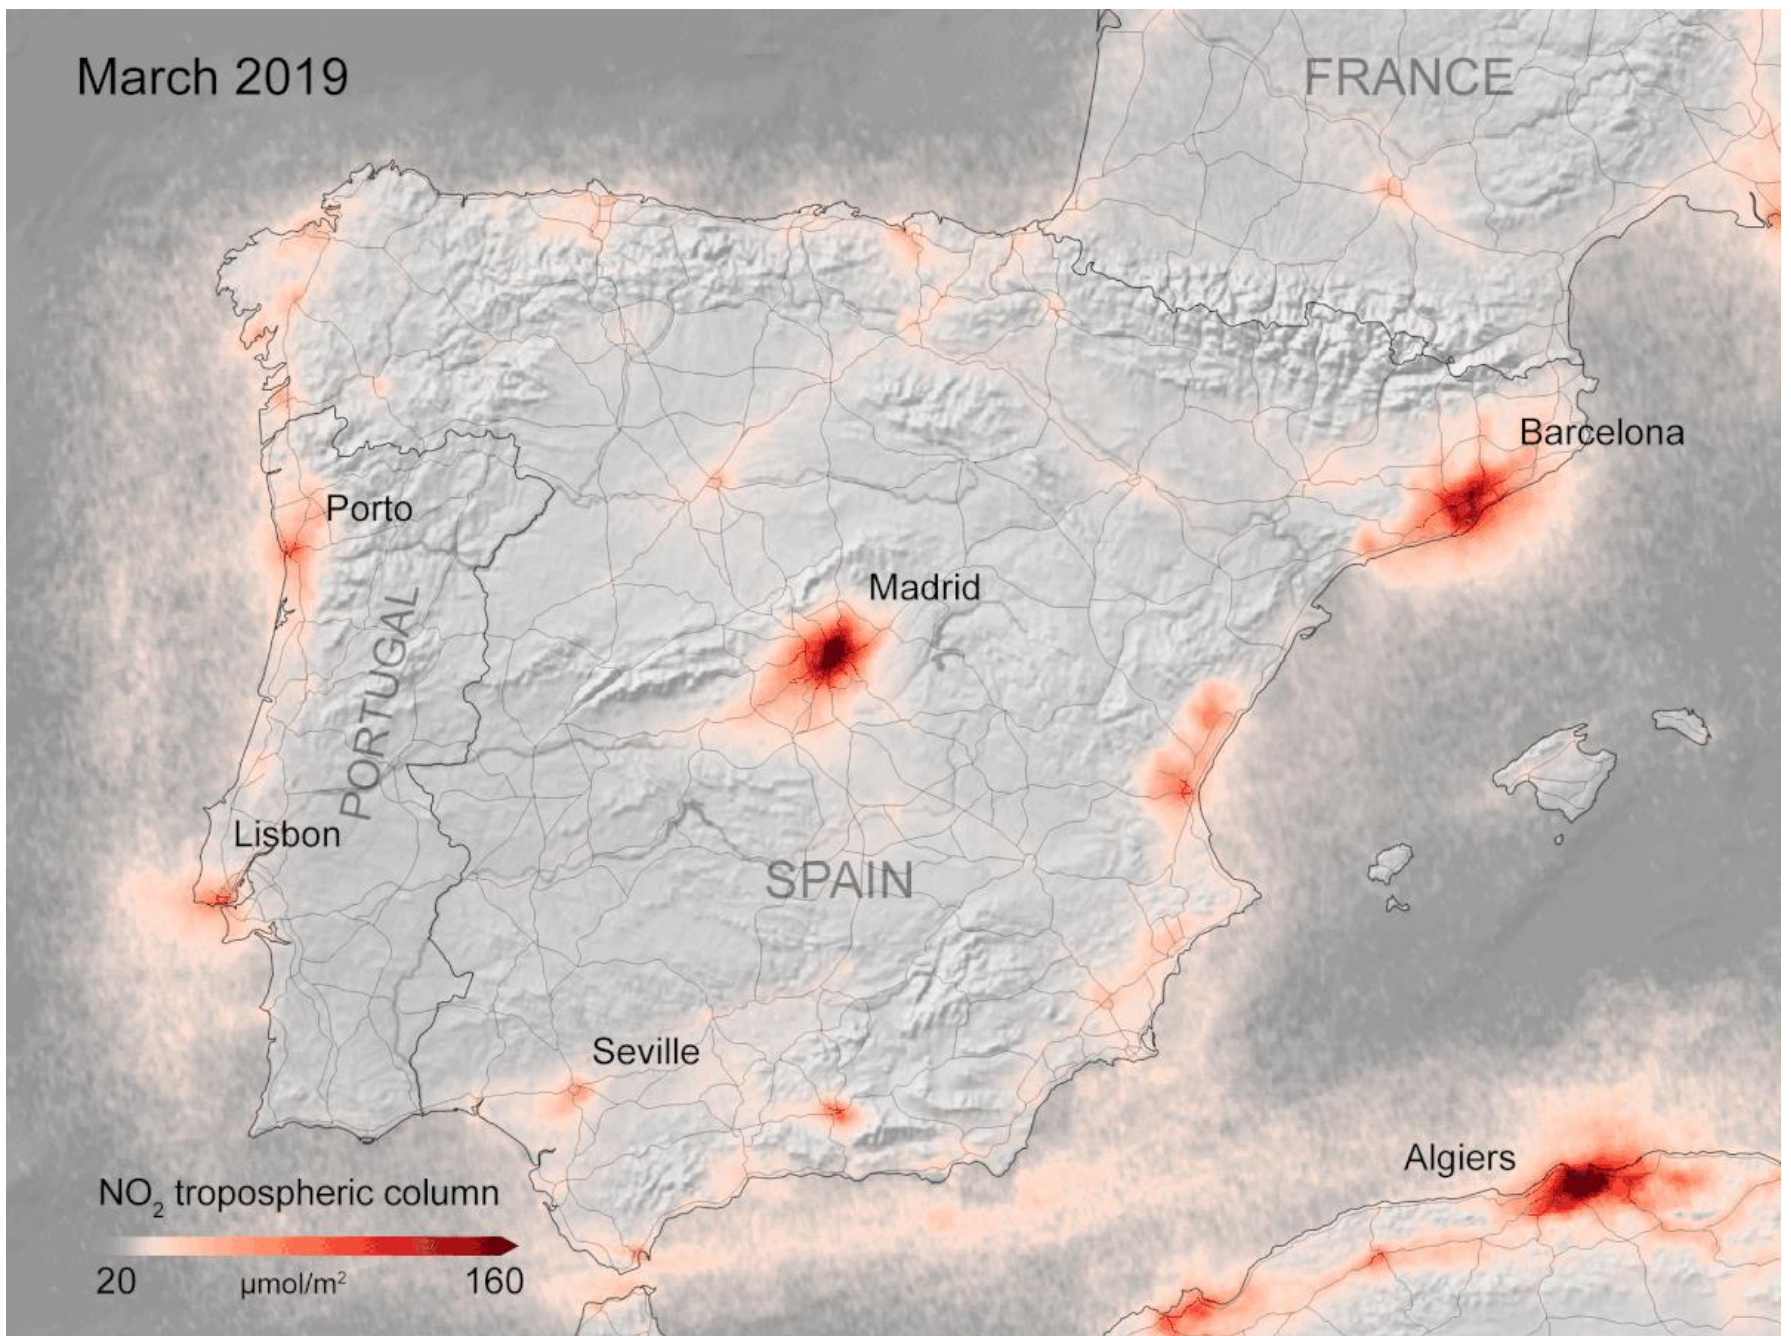 March 2019
FRANCE
Barcelona
Porto
Madrid
PORTUGAL
Lisbon
SPAIN
Seville
Algiers
NO₂ tropospheric column
20 µmol/m² 160